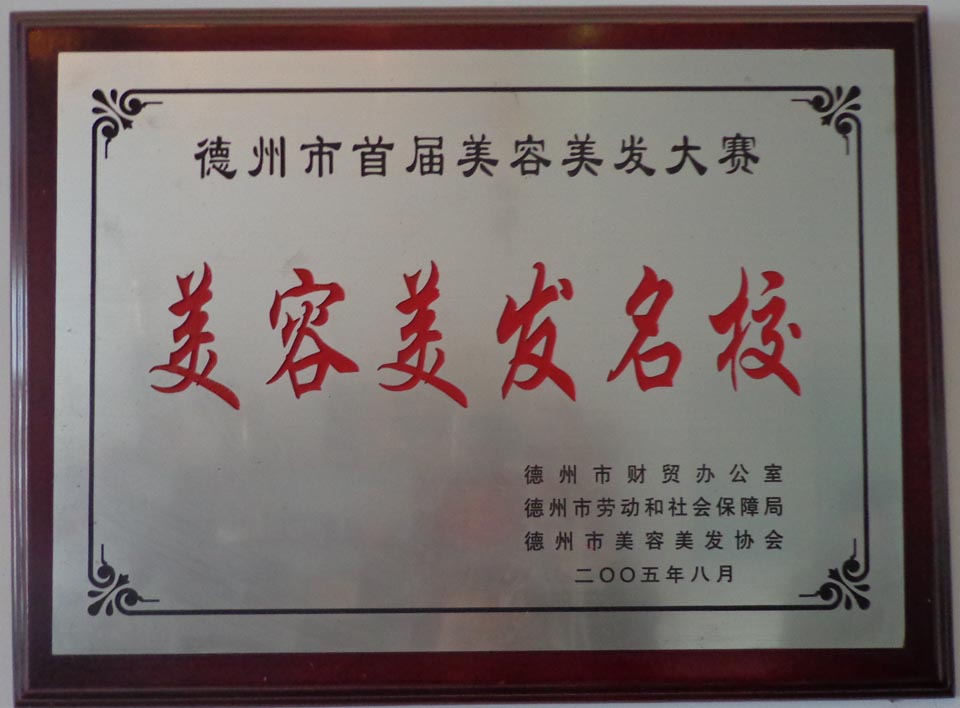 德州市首届美容美发大赛
美容美发名校
德州市财贸办公室
德州市劳动和社会保障局
德州市美容美发协会
二〇〇五年八月